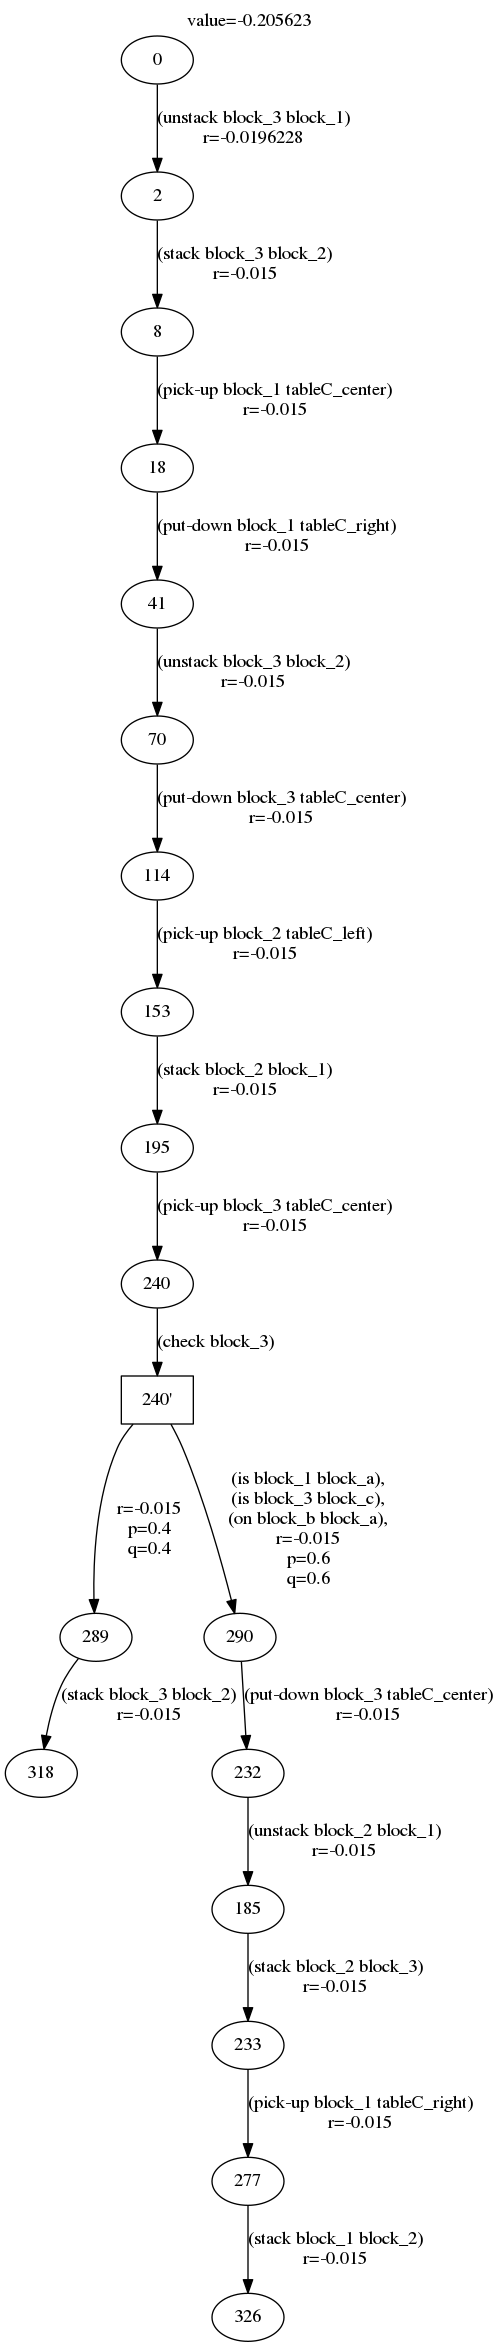 value=-0.205623
0
(unstack block_3 block_1)
r=-0.0196228
2
(stack block_3 block_2)
r=-0.015
8
(pick-up block_1 tableC_center)
r=-0.015
18
(put-down block_1 tableC_right)
r=-0.015
41
(unstack block_3 block_2)
r=-0.015
70
(put-down block_3 tableC_center)
r=-0.015
114
(pick-up block_2 tableC_left)
r=-0.015
153
(stack block_2 block_1)
r=-0.015
195
(pick-up block_3 tableC_center)
r=-0.015
240
(check block_3)
240'
r=-0.015
p=0.4
q=0.4
(is block_1 block_a),
(is block_3 block_c),
(on block_b block_a),
r=-0.015
p=0.6
q=0.6
289
290
(stack block_3 block_2)
r=-0.015
(put-down block_3 tableC_center)
r=-0.015
318
232
(unstack block_2 block_1)
r=-0.015
185
(stack block_2 block_3)
r=-0.015
233
(pick-up block_1 tableC_right)
r=-0.015
277
(stack block_1 block_2)
r=-0.015
326